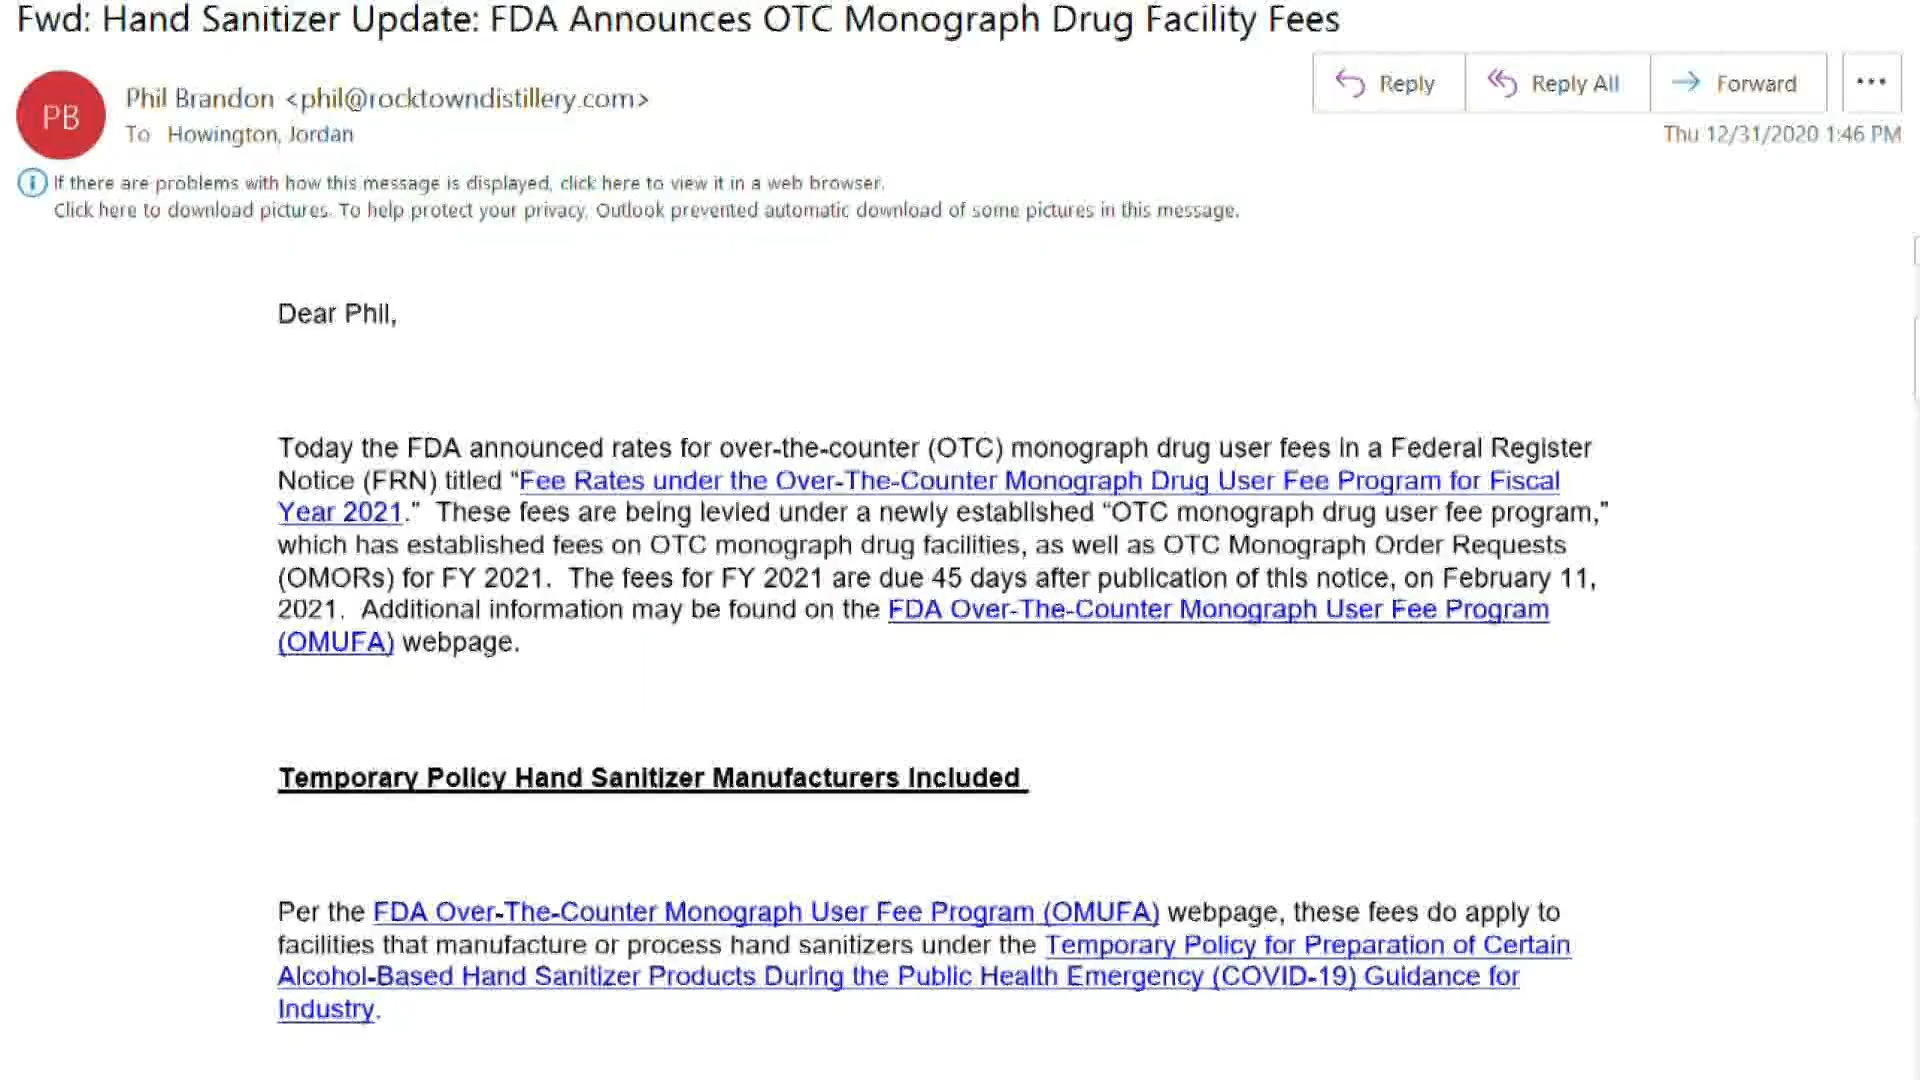 Fwd: Hand Sanitizer Update: FDA Announces OTC Monograph Drug Facility Fees
PB
Phil Brandon <phil@rocktowndistillery.com>
To Howington, Jordan
Reply
Reply All
Forward
...
Thu 12/31/2020 1:46 PM
If there are problems with how this message is displayed, click here to view it in a web browser.
Click here to download pictures. To help protect your privacy, Outlook prevented automatic download of some pictures in this message.
Dear Phil,
Today the FDA announced rates for over-the-counter (OTC) monograph drug user fees in a Federal Register
Notice (FRN) titled “Fee Rates under the Over-The-Counter Monograph Drug User Fee Program for Fiscal
Year 2021.” These fees are being levied under a newly established “OTC monograph drug user fee program,”
which has established fees on OTC monograph drug facilities, as well as OTC Monograph Order Requests
(OMORs) for FY 2021. The fees for FY 2021 are due 45 days after publication of this notice, on February 11,
2021. Additional information may be found on the FDA Over-The-Counter Monograph User Fee Program
(OMUFA) webpage.
Temporary Policy Hand Sanitizer Manufacturers Included
Per the FDA Over-The-Counter Monograph User Fee Program (OMUFA) webpage, these fees do apply to
facilities that manufacture or process hand sanitizers under the Temporary Policy for Preparation of Certain
Alcohol-Based Hand Sanitizer Products During the Public Health Emergency (COVID-19) Guidance for
Industry.